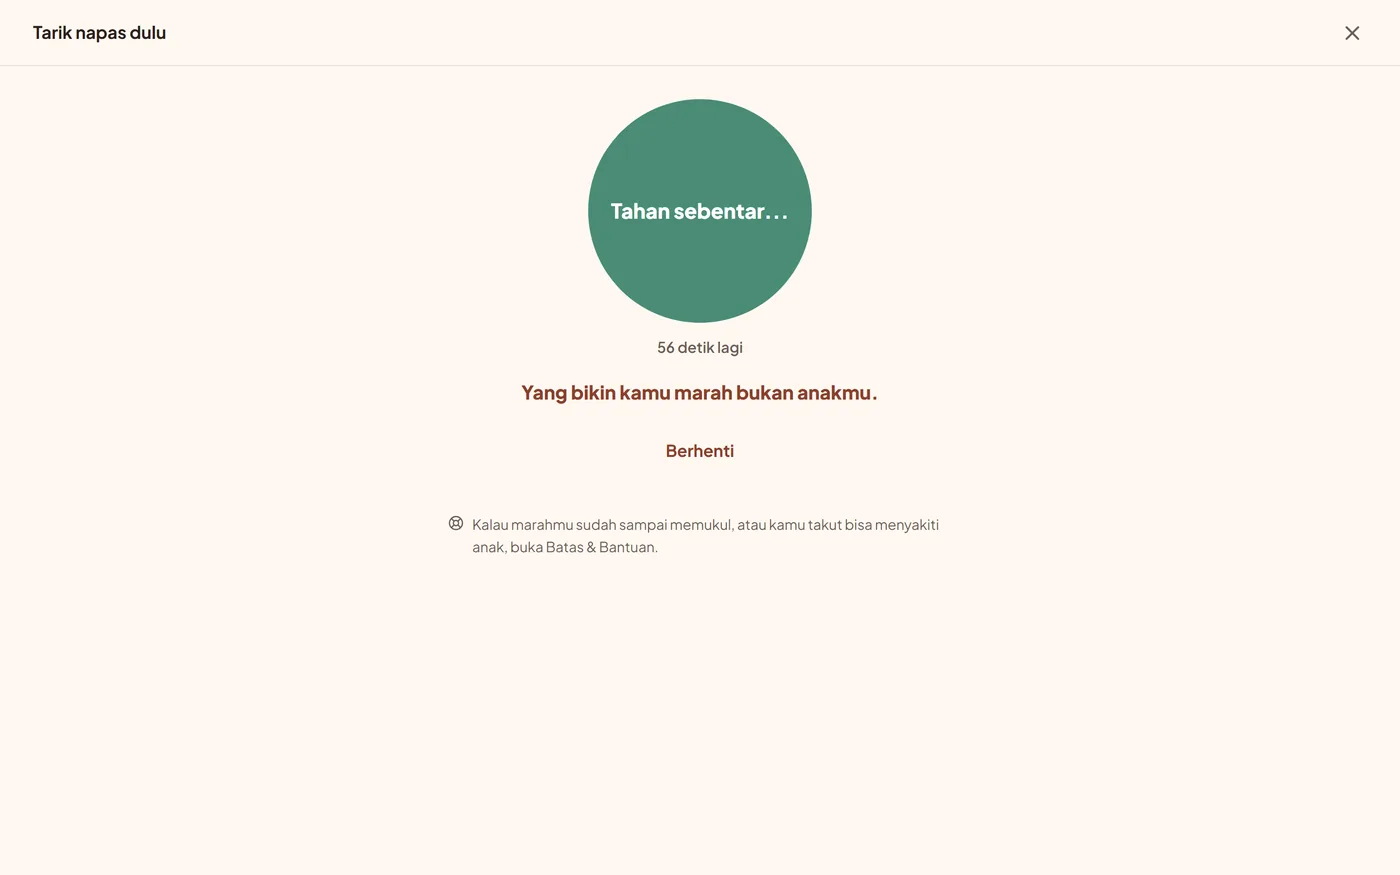 Tarik napas dulu
Tahan sebentar...
56 detik lagi
Yang bikin kamu marah bukan anakmu.
Berhenti
Kalau marahmu sudah sampai memukul, atau kamu takut bisa menyakiti
anak, buka Batas & Bantuan.